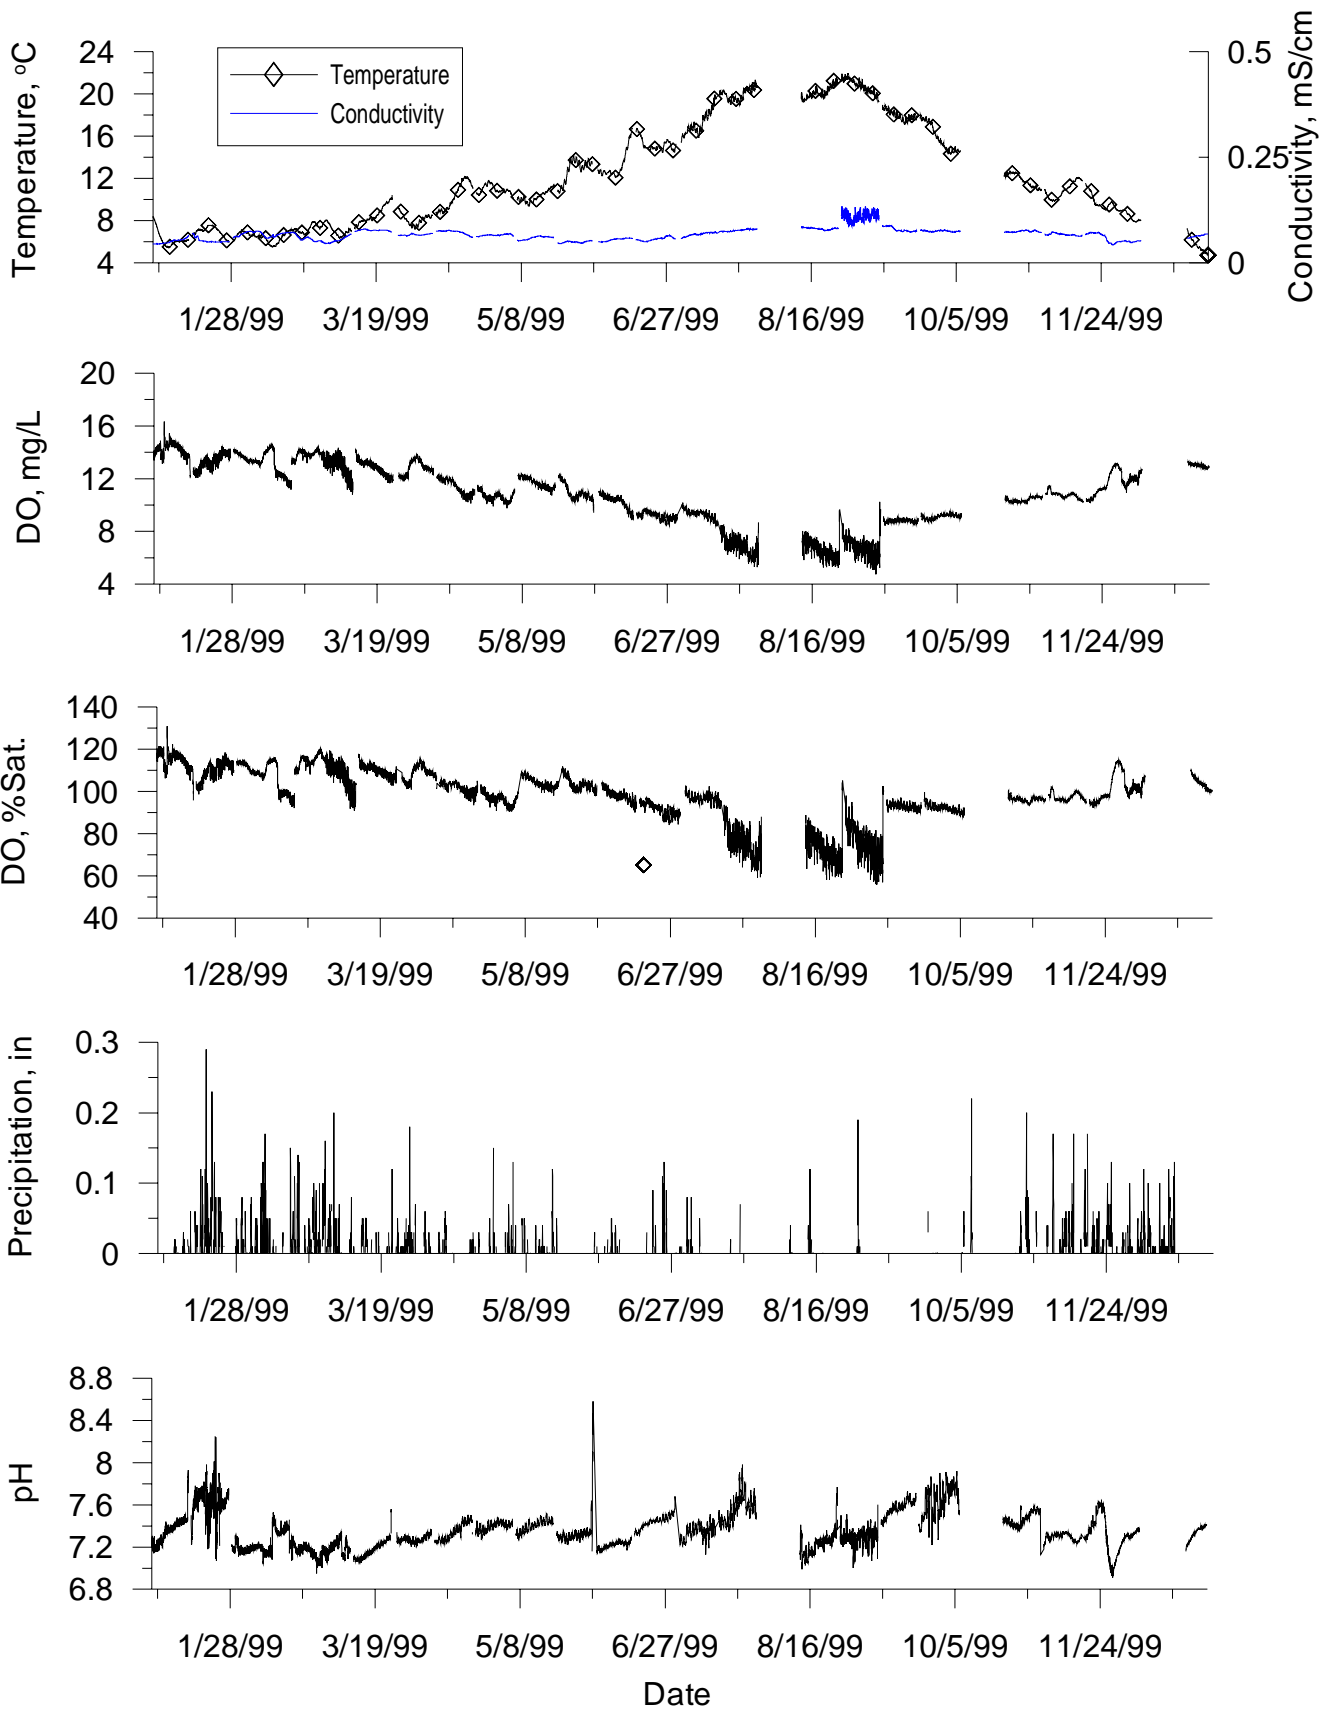 Temperature, ºC
24
20
16
12
8
4
Temperature
Conductivity
0.5
0.25
0
Conductivity, mS/cm
1/28/99 3/19/99 5/8/99 6/27/99 8/16/99 10/5/99 11/24/99
DO, mg/L
20
16
12
8
4
1/28/99 3/19/99 5/8/99 6/27/99 8/16/99 10/5/99 11/24/99
DO, %Sat.
140
120
100
80
60
40
1/28/99 3/19/99 5/8/99 6/27/99 8/16/99 10/5/99 11/24/99
Precipitation, in
0.3
0.2
0.1
0
1/28/99 3/19/99 5/8/99 6/27/99 8/16/99 10/5/99 11/24/99
pH
8.8
8.4
8
7.6
7.2
6.8
1/28/99 3/19/99 5/8/99 6/27/99 8/16/99 10/5/99 11/24/99
Date